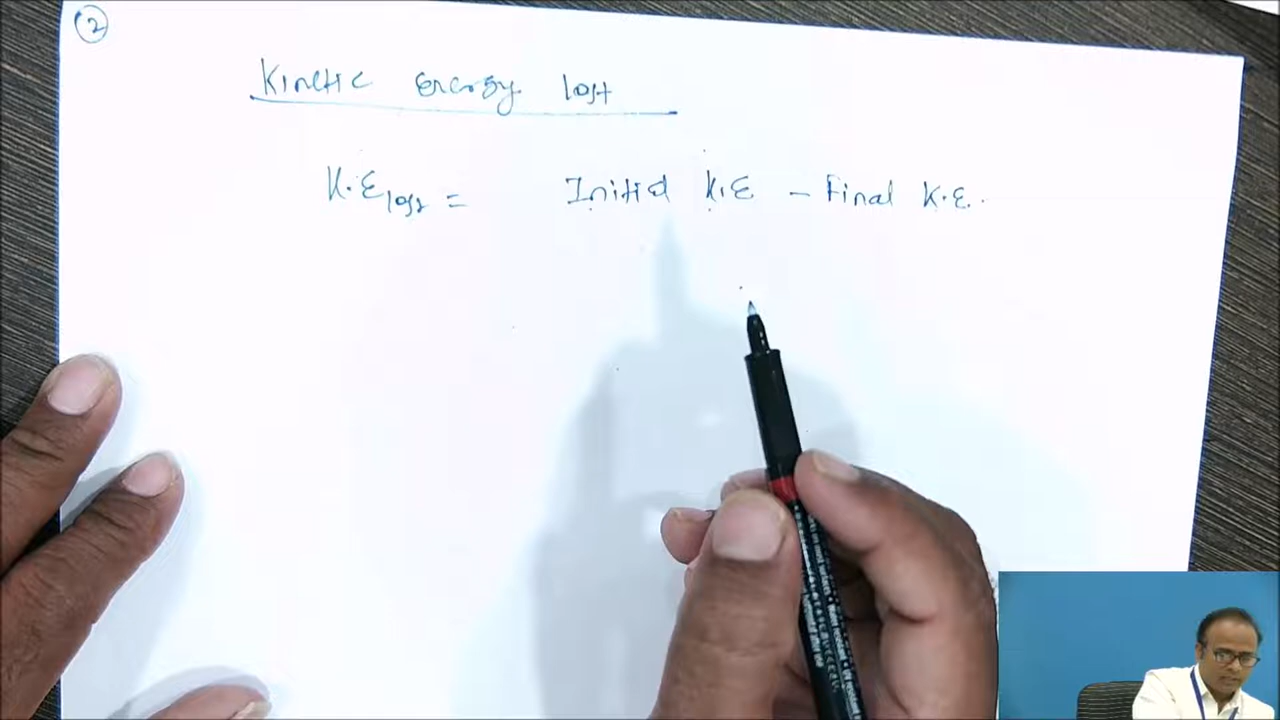 2
Kinetic energy lost
K.E lost = Initial K.E - Final K.E.